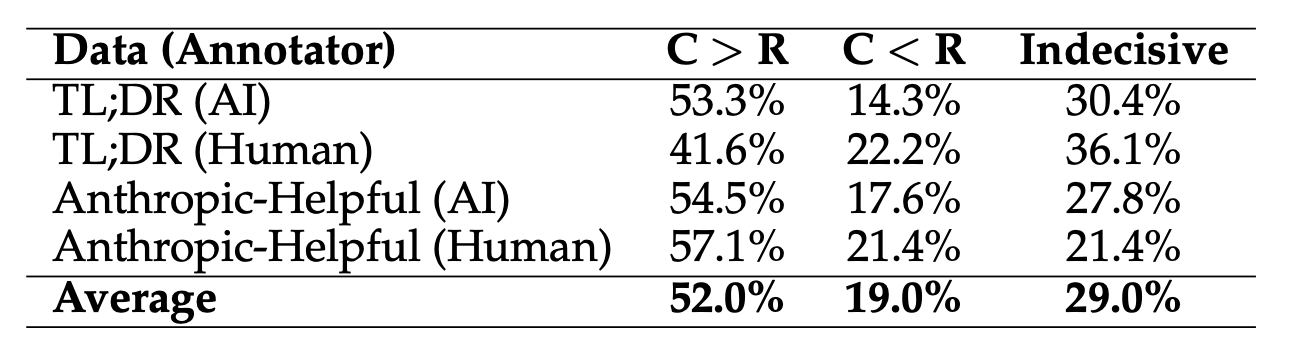 Data (Annotator) C > R C < R Indecisive
TL;DR (AI) 53.3% 14.3% 30.4%
TL;DR (Human) 41.6% 22.2% 36.1%
Anthropic-Helpful (AI) 54.5% 17.6% 27.8%
Anthropic-Helpful (Human) 57.1% 21.4% 21.4%
Average 52.0% 19.0% 29.0%